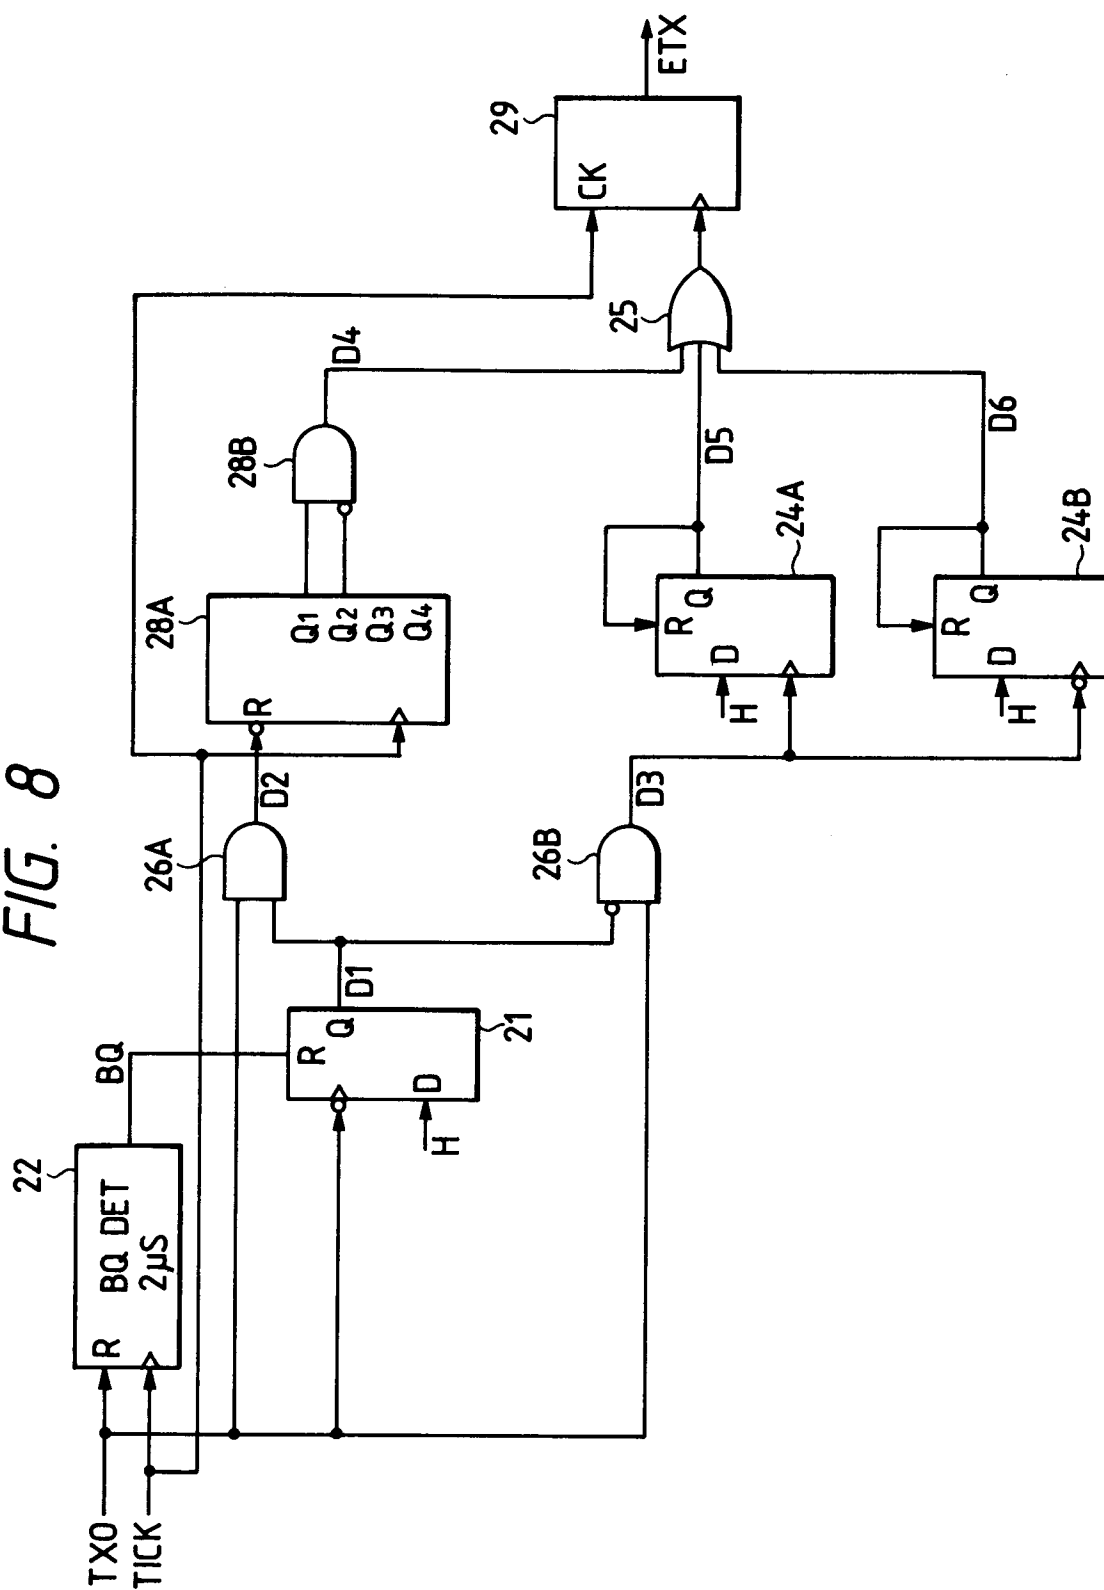 FIG. 8
TXO
TICK
22
BQ DET
2µS
R
BQ
21
R
Q
D
H
D1
26A
D2
26B
D3
28A
R
Q1
Q2
Q3
Q4
28B
D4
24A
R
Q
D
H
D5
24B
R
Q
D
H
D6
25
29
CK
ETX